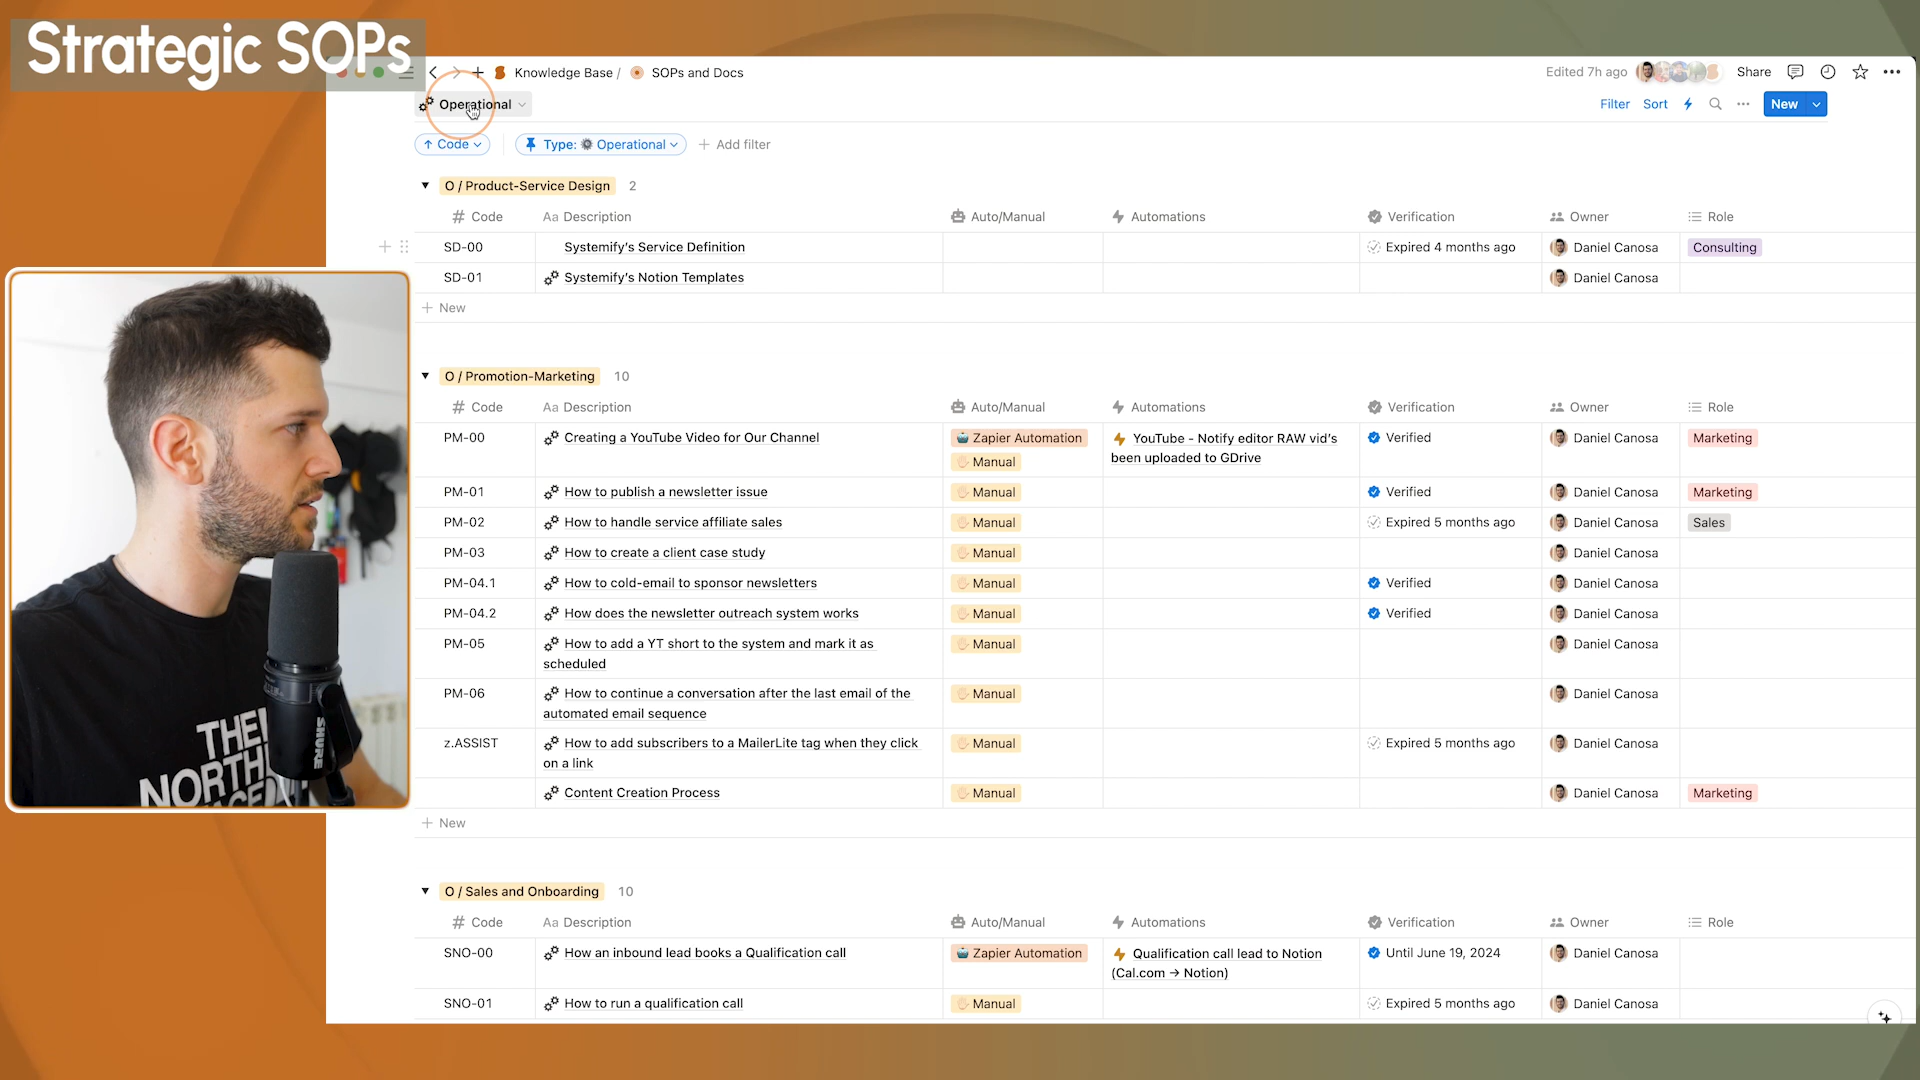 Strategic SOPs
Knowledge Base / SOPs and Docs
Edited 7h ago
Share
Operational
Filter Sort
New
Code
Type: Operational
Add filter
O / Product-Service Design 2
Code Aa Description Auto/Manual Automations Verification Owner Role
SD-00 Systemify's Service Definition Expired 4 months ago Daniel Canosa Consulting
SD-01 Systemify's Notion Templates Daniel Canosa
New
O / Promotion-Marketing 10
Code Aa Description Auto/Manual Automations Verification Owner Role
PM-00 Creating a YouTube Video for Our Channel Zapier Automation YouTube - Notify editor RAW vid's Verified Daniel Canosa Marketing
Manual been uploaded to GDrive
PM-01 How to publish a newsletter issue Manual Verified Daniel Canosa Marketing
PM-02 How to handle service affiliate sales Manual Expired 5 months ago Daniel Canosa Sales
PM-03 How to create a client case study Manual Daniel Canosa
PM-04.1 How to cold-email to sponsor newsletters Manual Verified Daniel Canosa
PM-04.2 How does the newsletter outreach system works Manual Verified Daniel Canosa
PM-05 How to add a YT short to the system and mark it as Manual Daniel Canosa
scheduled
PM-06 How to continue a conversation after the last email of the Manual Daniel Canosa
automated email sequence
z.ASSIST How to add subscribers to a MailerLite tag when they click Manual Expired 5 months ago Daniel Canosa
on a link
Content Creation Process Manual Daniel Canosa Marketing
New
O / Sales and Onboarding 10
Code Aa Description Auto/Manual Automations Verification Owner Role
SNO-00 How an inbound lead books a Qualification call Zapier Automation Qualification call lead to Notion Until June 19, 2024 Daniel Canosa
(Cal.com → Notion)
SNO-01 How to run a qualification call Manual Expired 5 months ago Daniel Canosa
THE
NORTH
SHURE